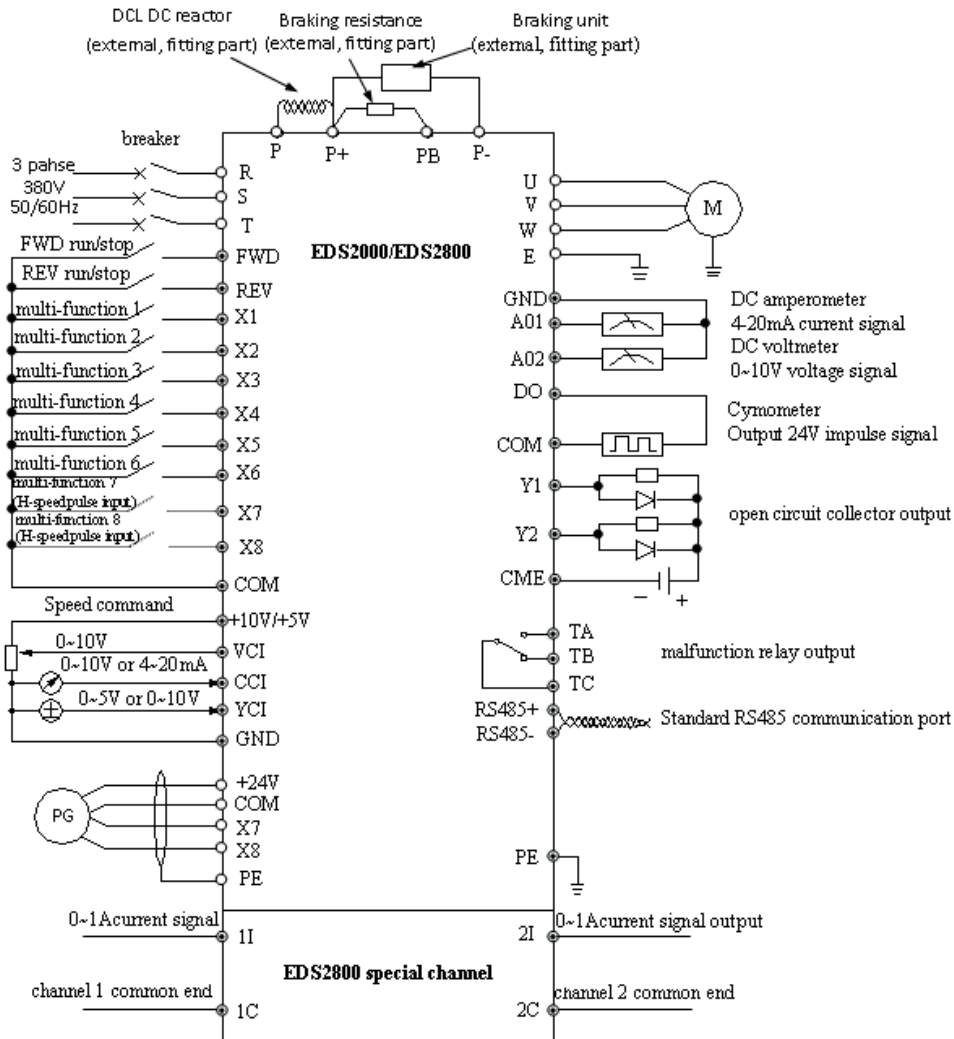 DCL DC reactor
(external, fitting part)
Braking resistance
(external, fitting part)
Braking unit
(external, fitting part)
P
P+
PB
P-
breaker
3 pahse
380V
50/60Hz
R
S
T
FWD run/stop
FWD
REV run/stop
REV
multi-function 1
X1
multi-function 2
X2
multi-function 3
X3
multi-function 4
X4
multi-function 5
X5
multi-function 6
X6
multi-function 7
(H-speedpulse input)
X7
multi-function 8
(H-speedpulse input)
X8
COM
Speed command
+10V/+5V
0~10V
VCI
0~10V or 4~20mA
CCI
0~5V or 0~10V
YCI
GND
PG
+24V
COM
X7
X8
PE
EDS2000/EDS2800
U
V
W
E
M
GND
A01
A02
DC amperometer
4-20mA current signal
DC voltmeter
0~10V voltage signal
DO
COM
Cymometer
Output 24V impulse signal
Y1
Y2
CME
− +
open circuit collector output
TA
TB
TC
malfunction relay output
RS485+
RS485-
Standard RS485 communication port
PE
0~1Acurrent signal
1I
2I
0~1Acurrent signal output
EDS2800 special channel
channel 1 common end
1C
2C
channel 2 common end